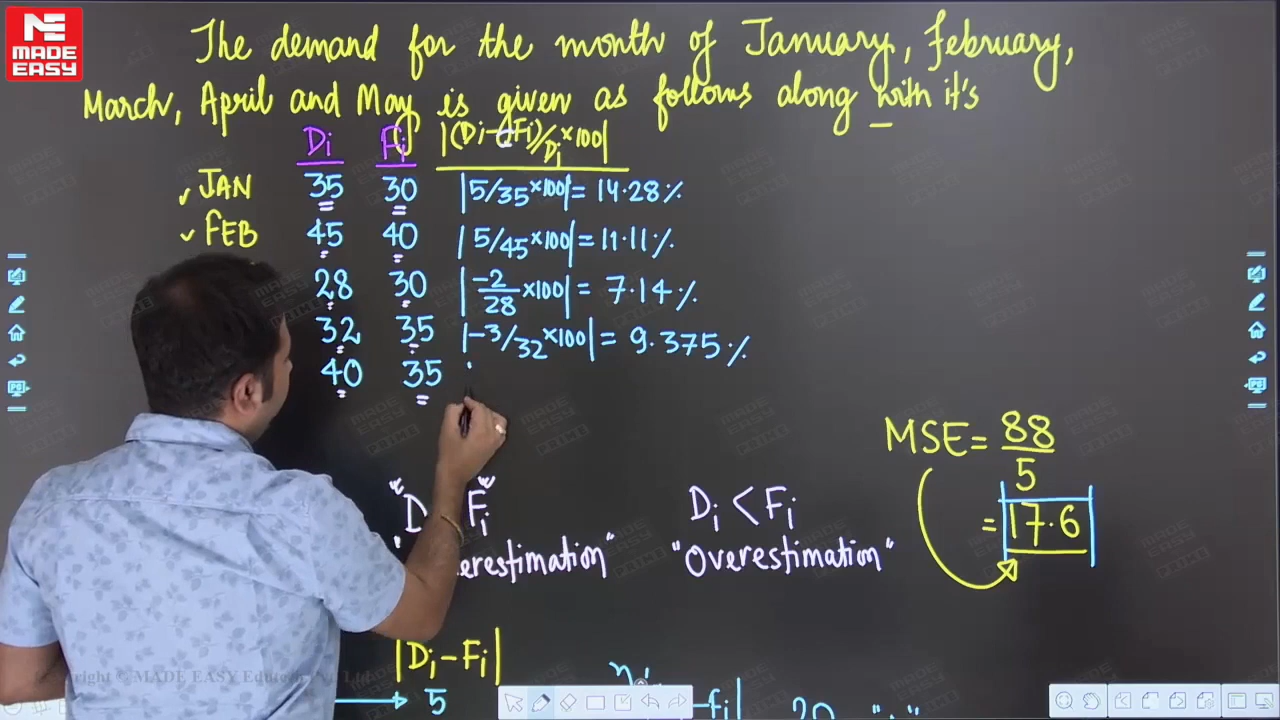 MADE EASY
The demand for the month of January, February,
March, April and May is given as follows along with it's
Di Fi |(Di-Fi)/Di×100|
JAN 35 30 |5/35×100| = 14.28%
FEB 45 40 |5/45×100| = 11.11%
28 30 |-2/28×100| = 7.14%
32 35 |-3/32×100| = 9.375%
40 35
MSE = 88/5
= 17.6
Di < Fi
erestimation" "Overestimation"
|Di-Fi|
5
20